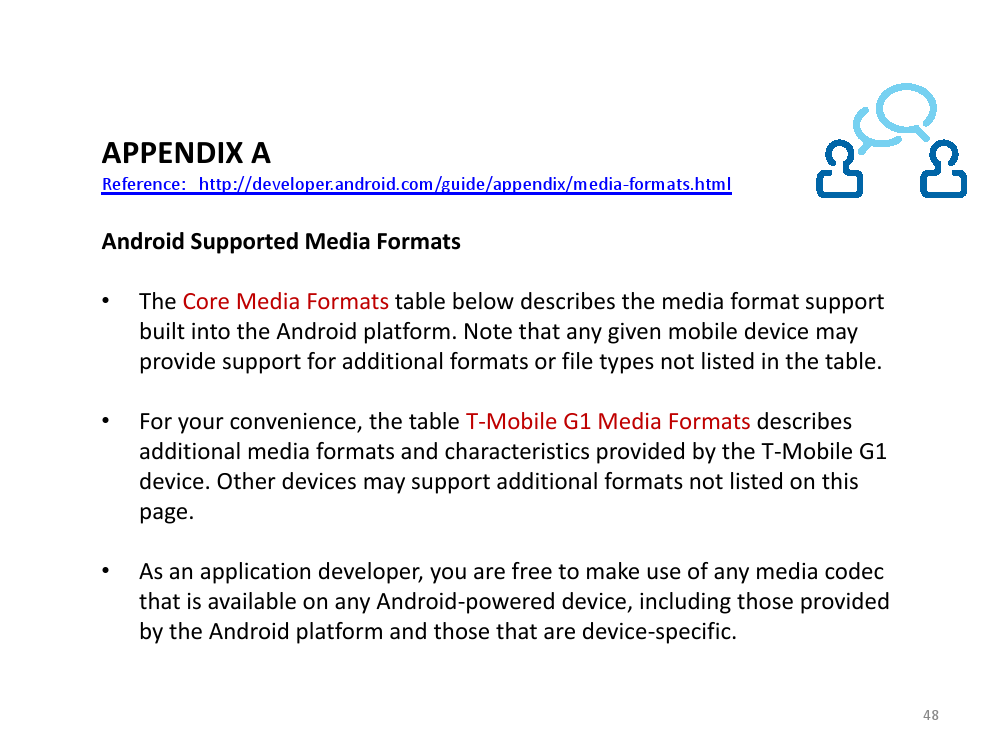 APPENDIX A
Reference:  http://developer.android.com/guide/appendix/media-formats.html
Android Supported Media Formats
• The Core Media Formats table below describes the media format support
built into the Android platform. Note that any given mobile device may
provide support for additional formats or file types not listed in the table.
• For your convenience, the table T-Mobile G1 Media Formats describes
additional media formats and characteristics provided by the T-Mobile G1
device. Other devices may support additional formats not listed on this
page.
• As an application developer, you are free to make use of any media codec
that is available on any Android-powered device, including those provided
by the Android platform and those that are device-specific.
48